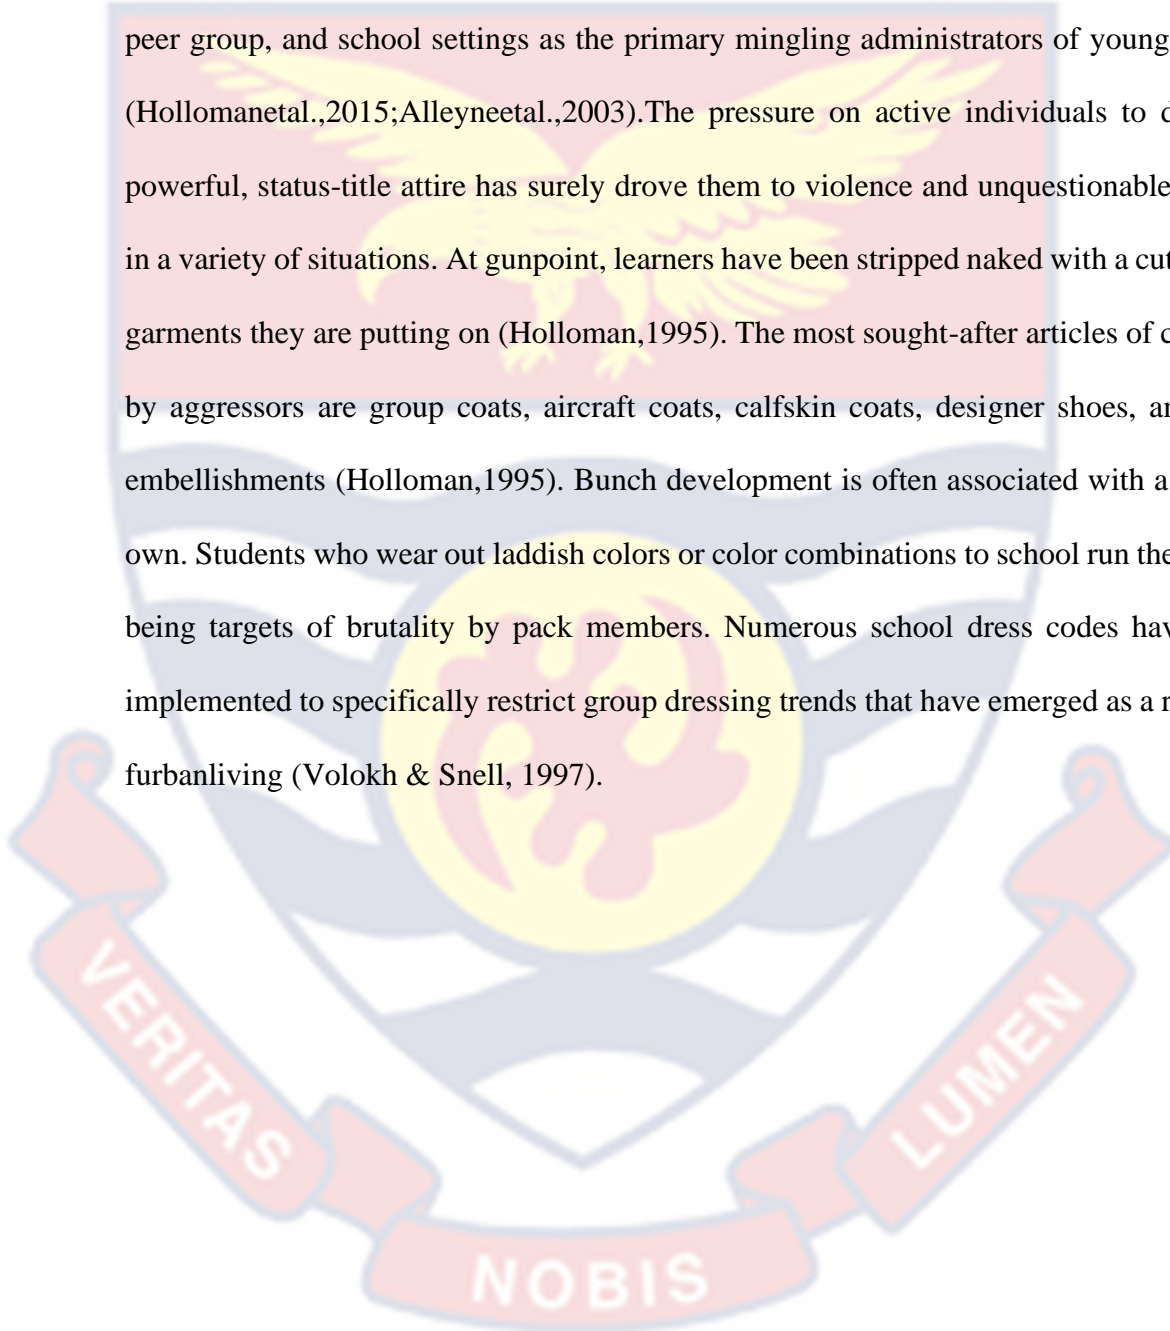 peer group, and school settings as the primary mingling administrators of young
(Hollomanetal.,2015;Alleyneetal.,2003).The pressure on active individuals to
powerful, status-title attire has surely drove them to violence and unquestionable
in a variety of situations. At gunpoint, learners have been stripped naked with a cut
garments they are putting on (Holloman,1995). The most sought-after articles of
by aggressors are group coats, aircraft coats, calfskin coats, designer shoes,
embellishments (Holloman,1995). Bunch development is often associated with a
own. Students who wear out laddish colors or color combinations to school run the
being targets of brutality by pack members. Numerous school dress codes
implemented to specifically restrict group dressing trends that have emerged as a
furbanliving (Volokh & Snell, 1997).
VERITAS
NOBIS
LUMEN